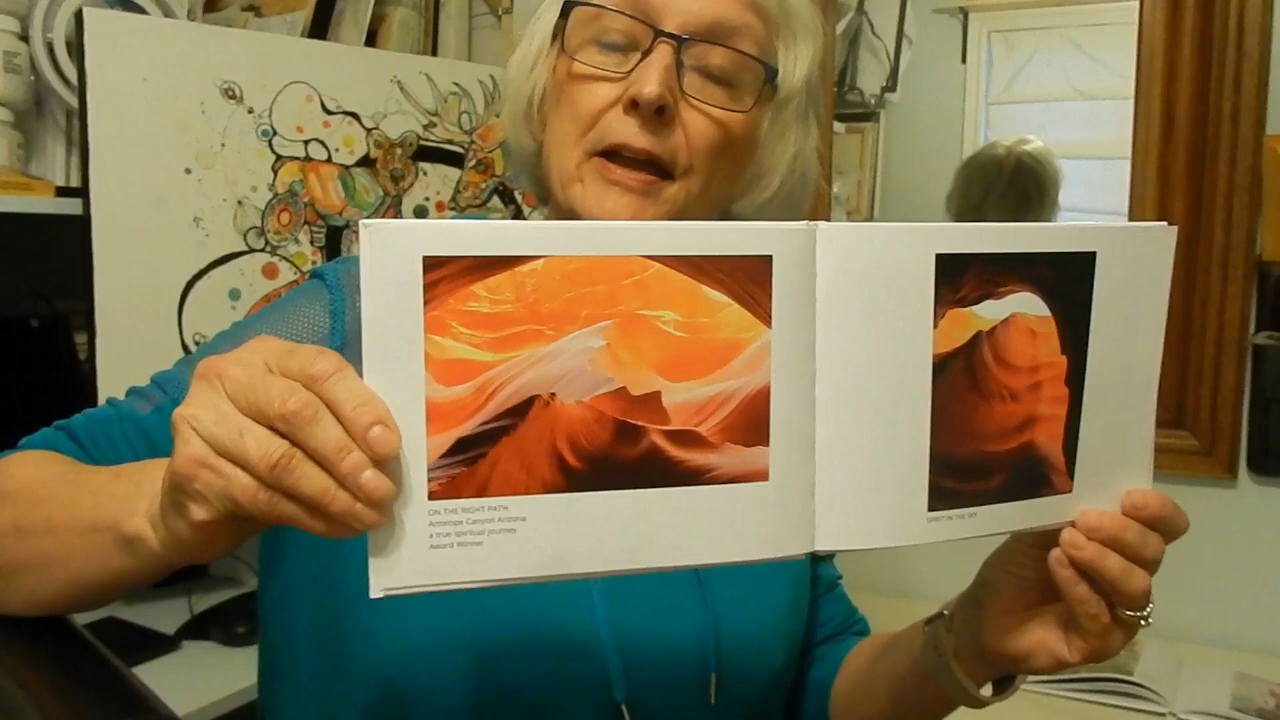 ON THE RIGHT PATH
Antelope Canyon Arizona
a true spiritual journey
Award Winner
SPIRIT IN THE SKY